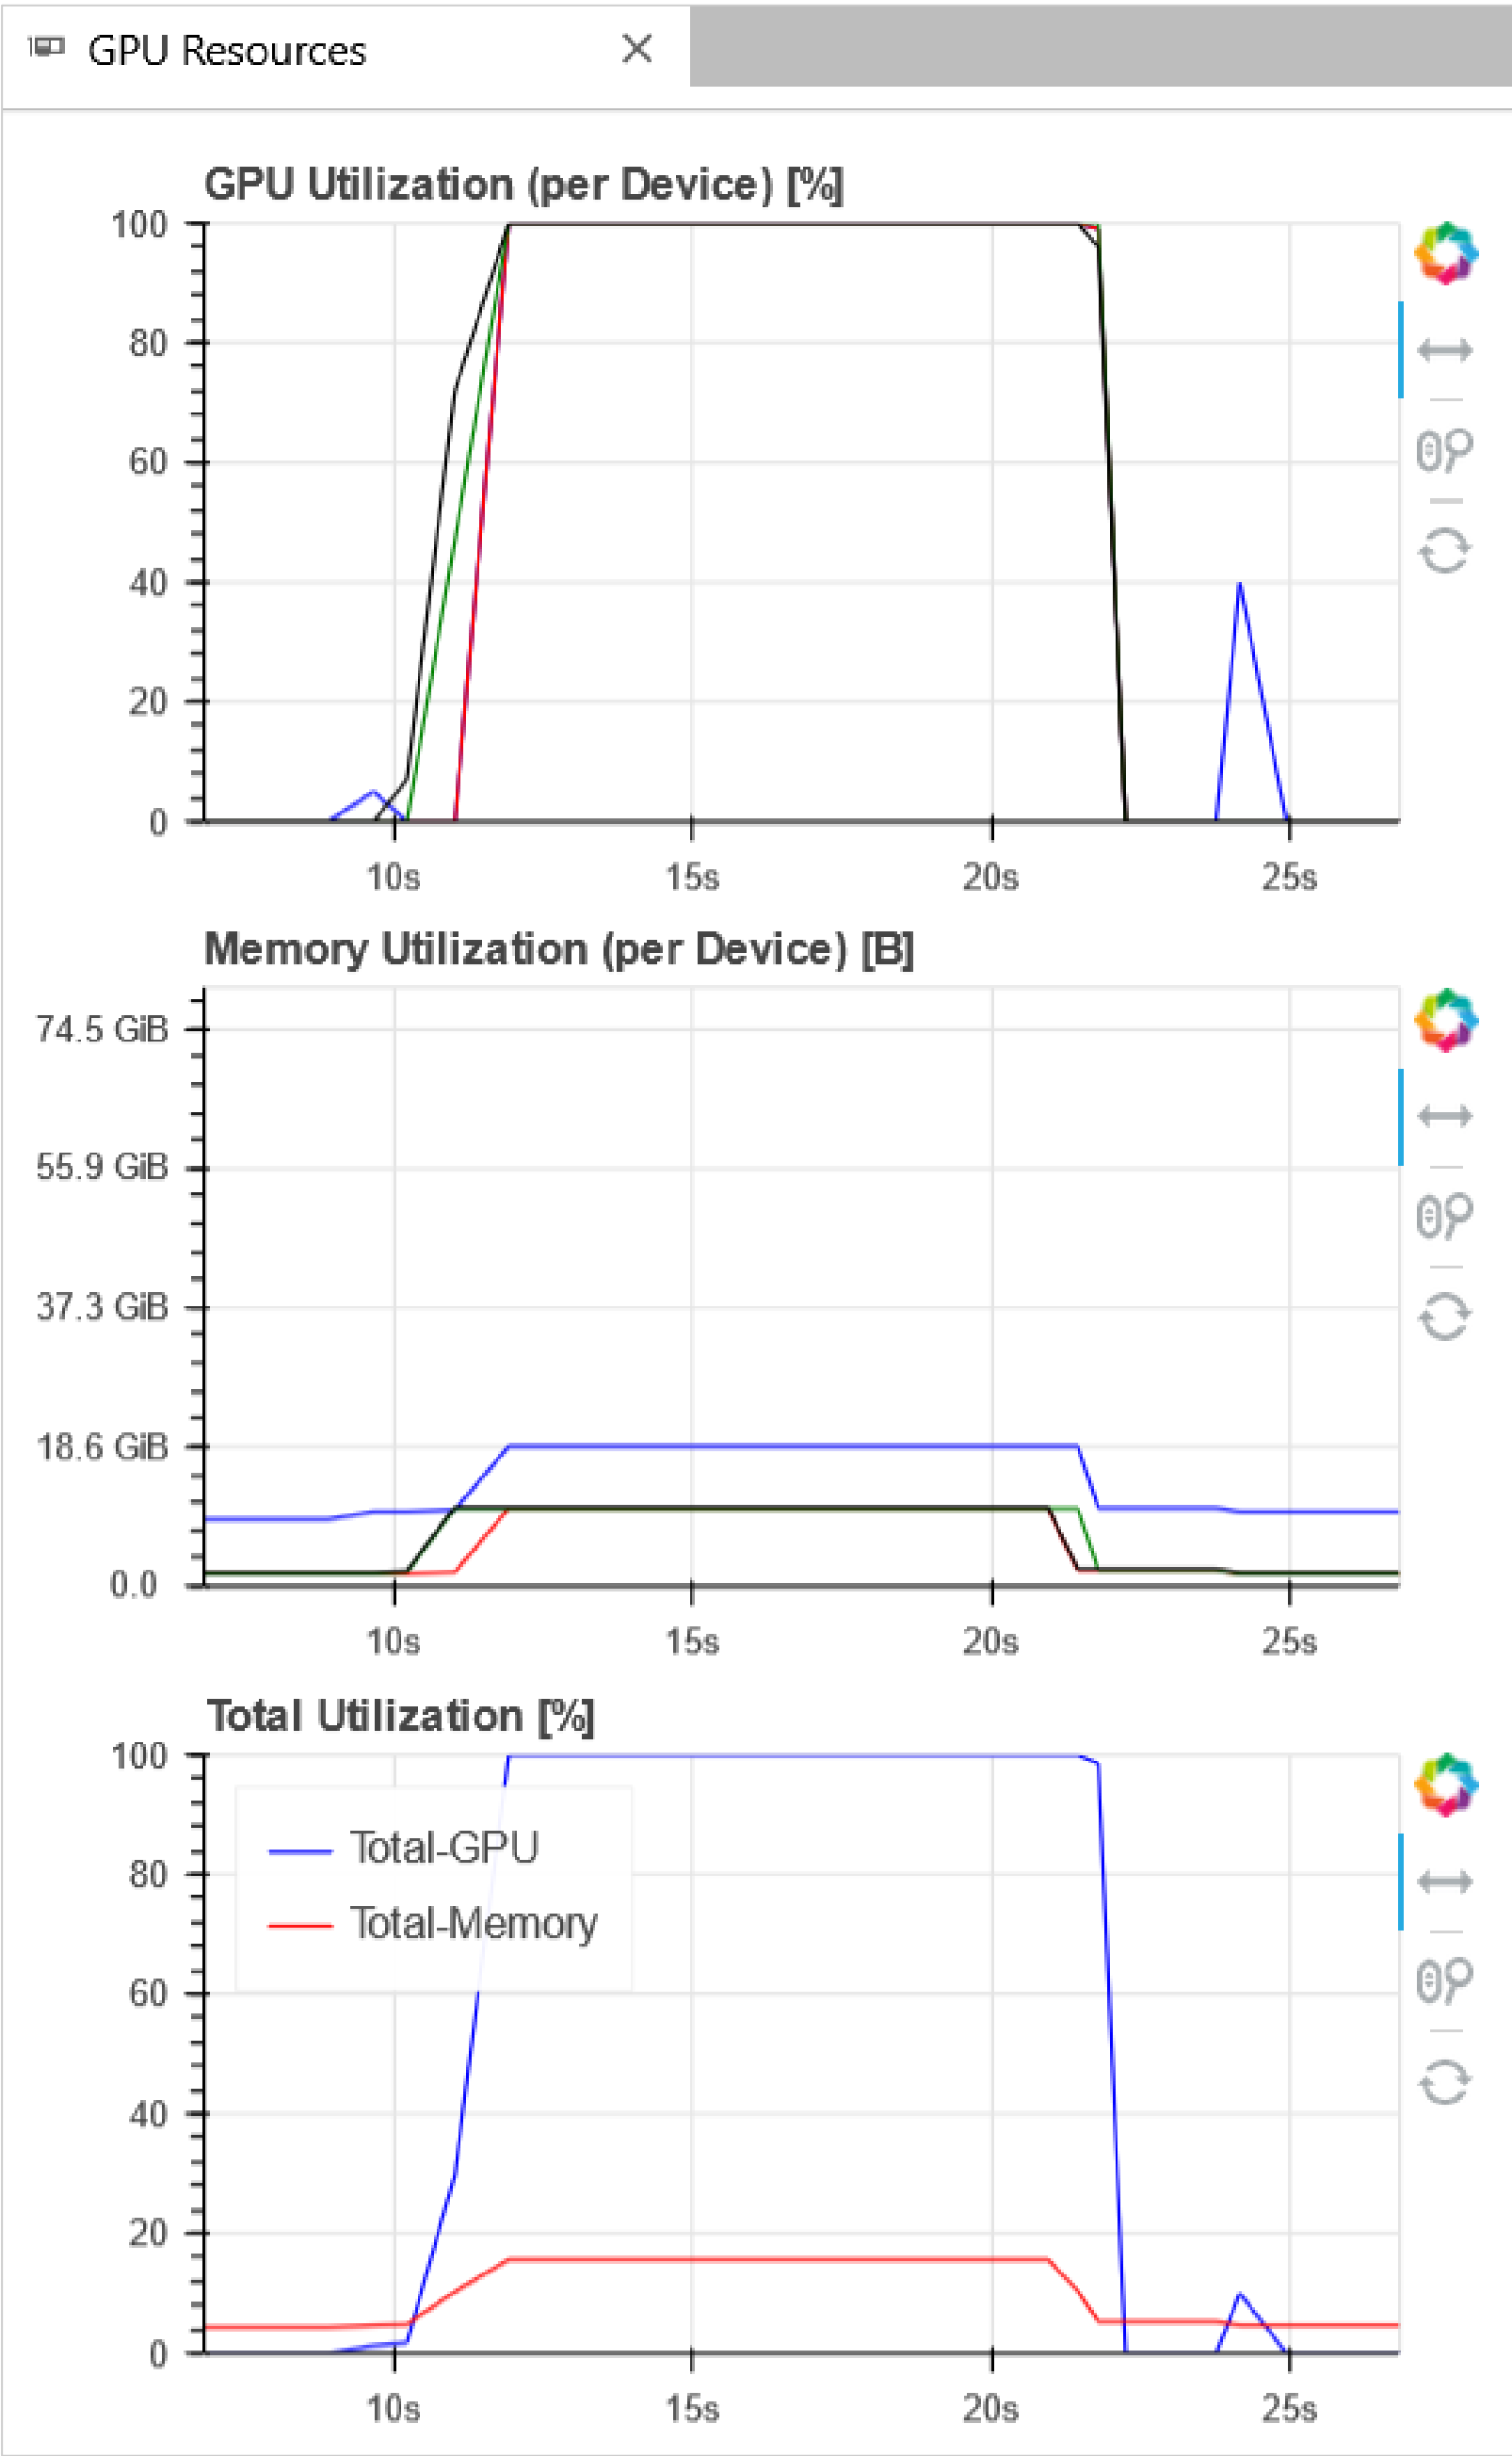 GPU Resources
GPU Utilization (per Device) [%]
100
80
60
40
20
0
10s 15s 20s 25s
Memory Utilization (per Device) [B]
74.5 GiB
55.9 GiB
37.3 GiB
18.6 GiB
0.0
10s 15s 20s 25s
Total Utilization [%]
100
Total-GPU
80
Total-Memory
60
40
20
0
10s 15s 20s 25s